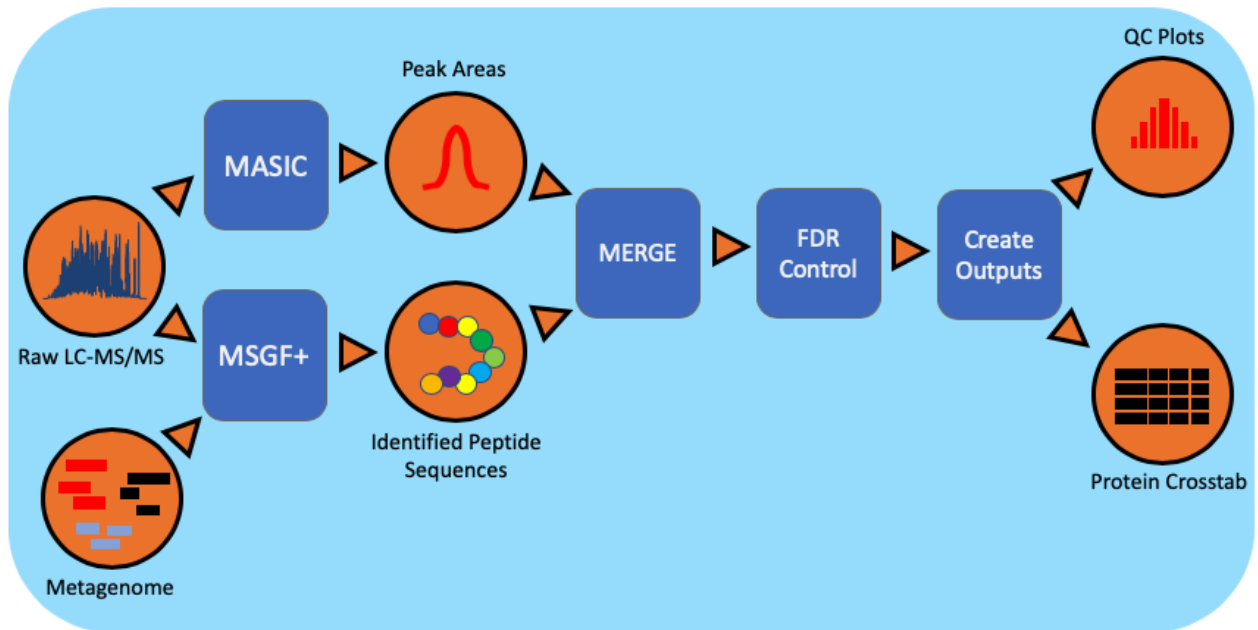 QC Plots
Peak Areas
MASIC
MERGE
FDR
Control
Create
Outputs
Raw LC-MS/MS
MSGF+
Identified Peptide
Sequences
Protein Crosstab
Metagenome